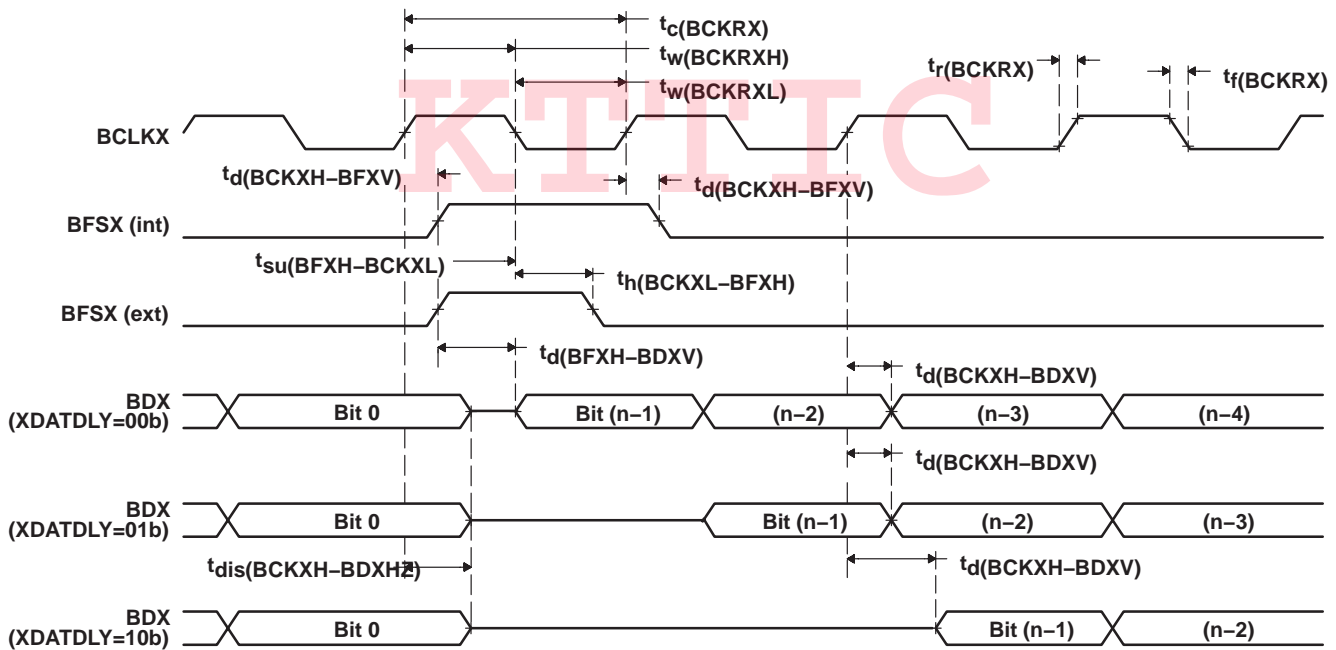 tc(BCKRX)
tw(BCKRXH)
tw(BCKRXL)
tr(BCKRX)
tf(BCKRX)
KTTIC
BCLKX
td(BCKXH–BFXV)
td(BCKXH–BFXV)
BFSX (int)
tsu(BFXH–BCKXL)
th(BCKXL–BFXH)
BFSX (ext)
td(BFXH–BDXV)
td(BCKXH–BDXV)
BDX
(XDATDLY=00b)
Bit 0
Bit (n–1)
(n–2)
(n–3)
(n–4)
td(BCKXH–BDXV)
BDX
(XDATDLY=01b)
Bit 0
Bit (n–1)
(n–2)
(n–3)
tdis(BCKXH–BDXHZ)
td(BCKXH–BDXV)
BDX
(XDATDLY=10b)
Bit 0
Bit (n–1)
(n–2)